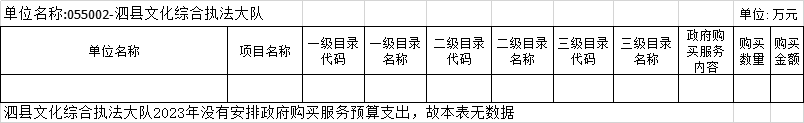 单位名称:055002-泗县文化综合执法大队 单位: 万元
单位名称 项目名称 一级目录代码 一级目录名称 二级目录代码 二级目录名称 三级目录代码 三级目录名称 政府购买服务内容 购买数量 购买金额
泗县文化综合执法大队2023年没有安排政府购买服务预算支出，故本表无数据